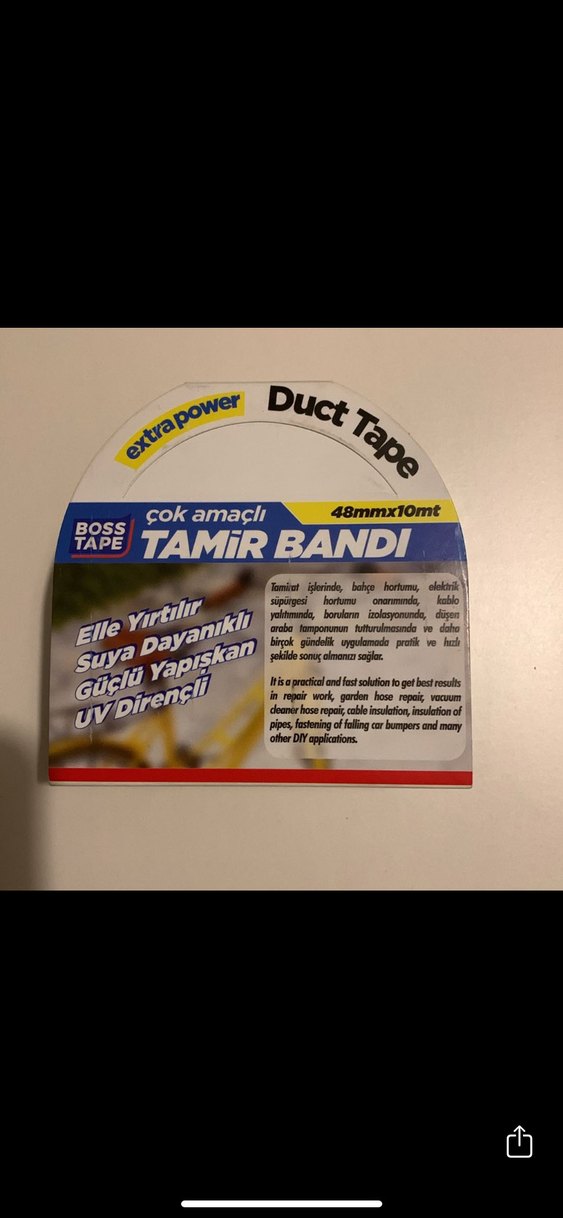 extra power
Duct Tape
48mmx10mt
BOSS
TAPE
çok amaçlı
TAMİR BANDI
Elle Yırtılır
Suya Dayanıklı
Güçlü Yapışkan
UV Dirençli
Tamirat işlerinde, bahçe hortumu, elektrik
süpürgesi hortumu onarımında, kablo
yalıtımında, boruların izolasyonunda, düşen
araba tamponunun tutturulmasında ve daha
birçok gündelik uygulamada pratik ve hızlı
şekilde sonuç almanızı sağlar.
It is a practical and fast solution to get best results
in repair work, garden hose repair, vacuum
cleaner hose repair, cable insulation, insulation of
pipes, fastening of falling car bumpers and many
other DIY applications.